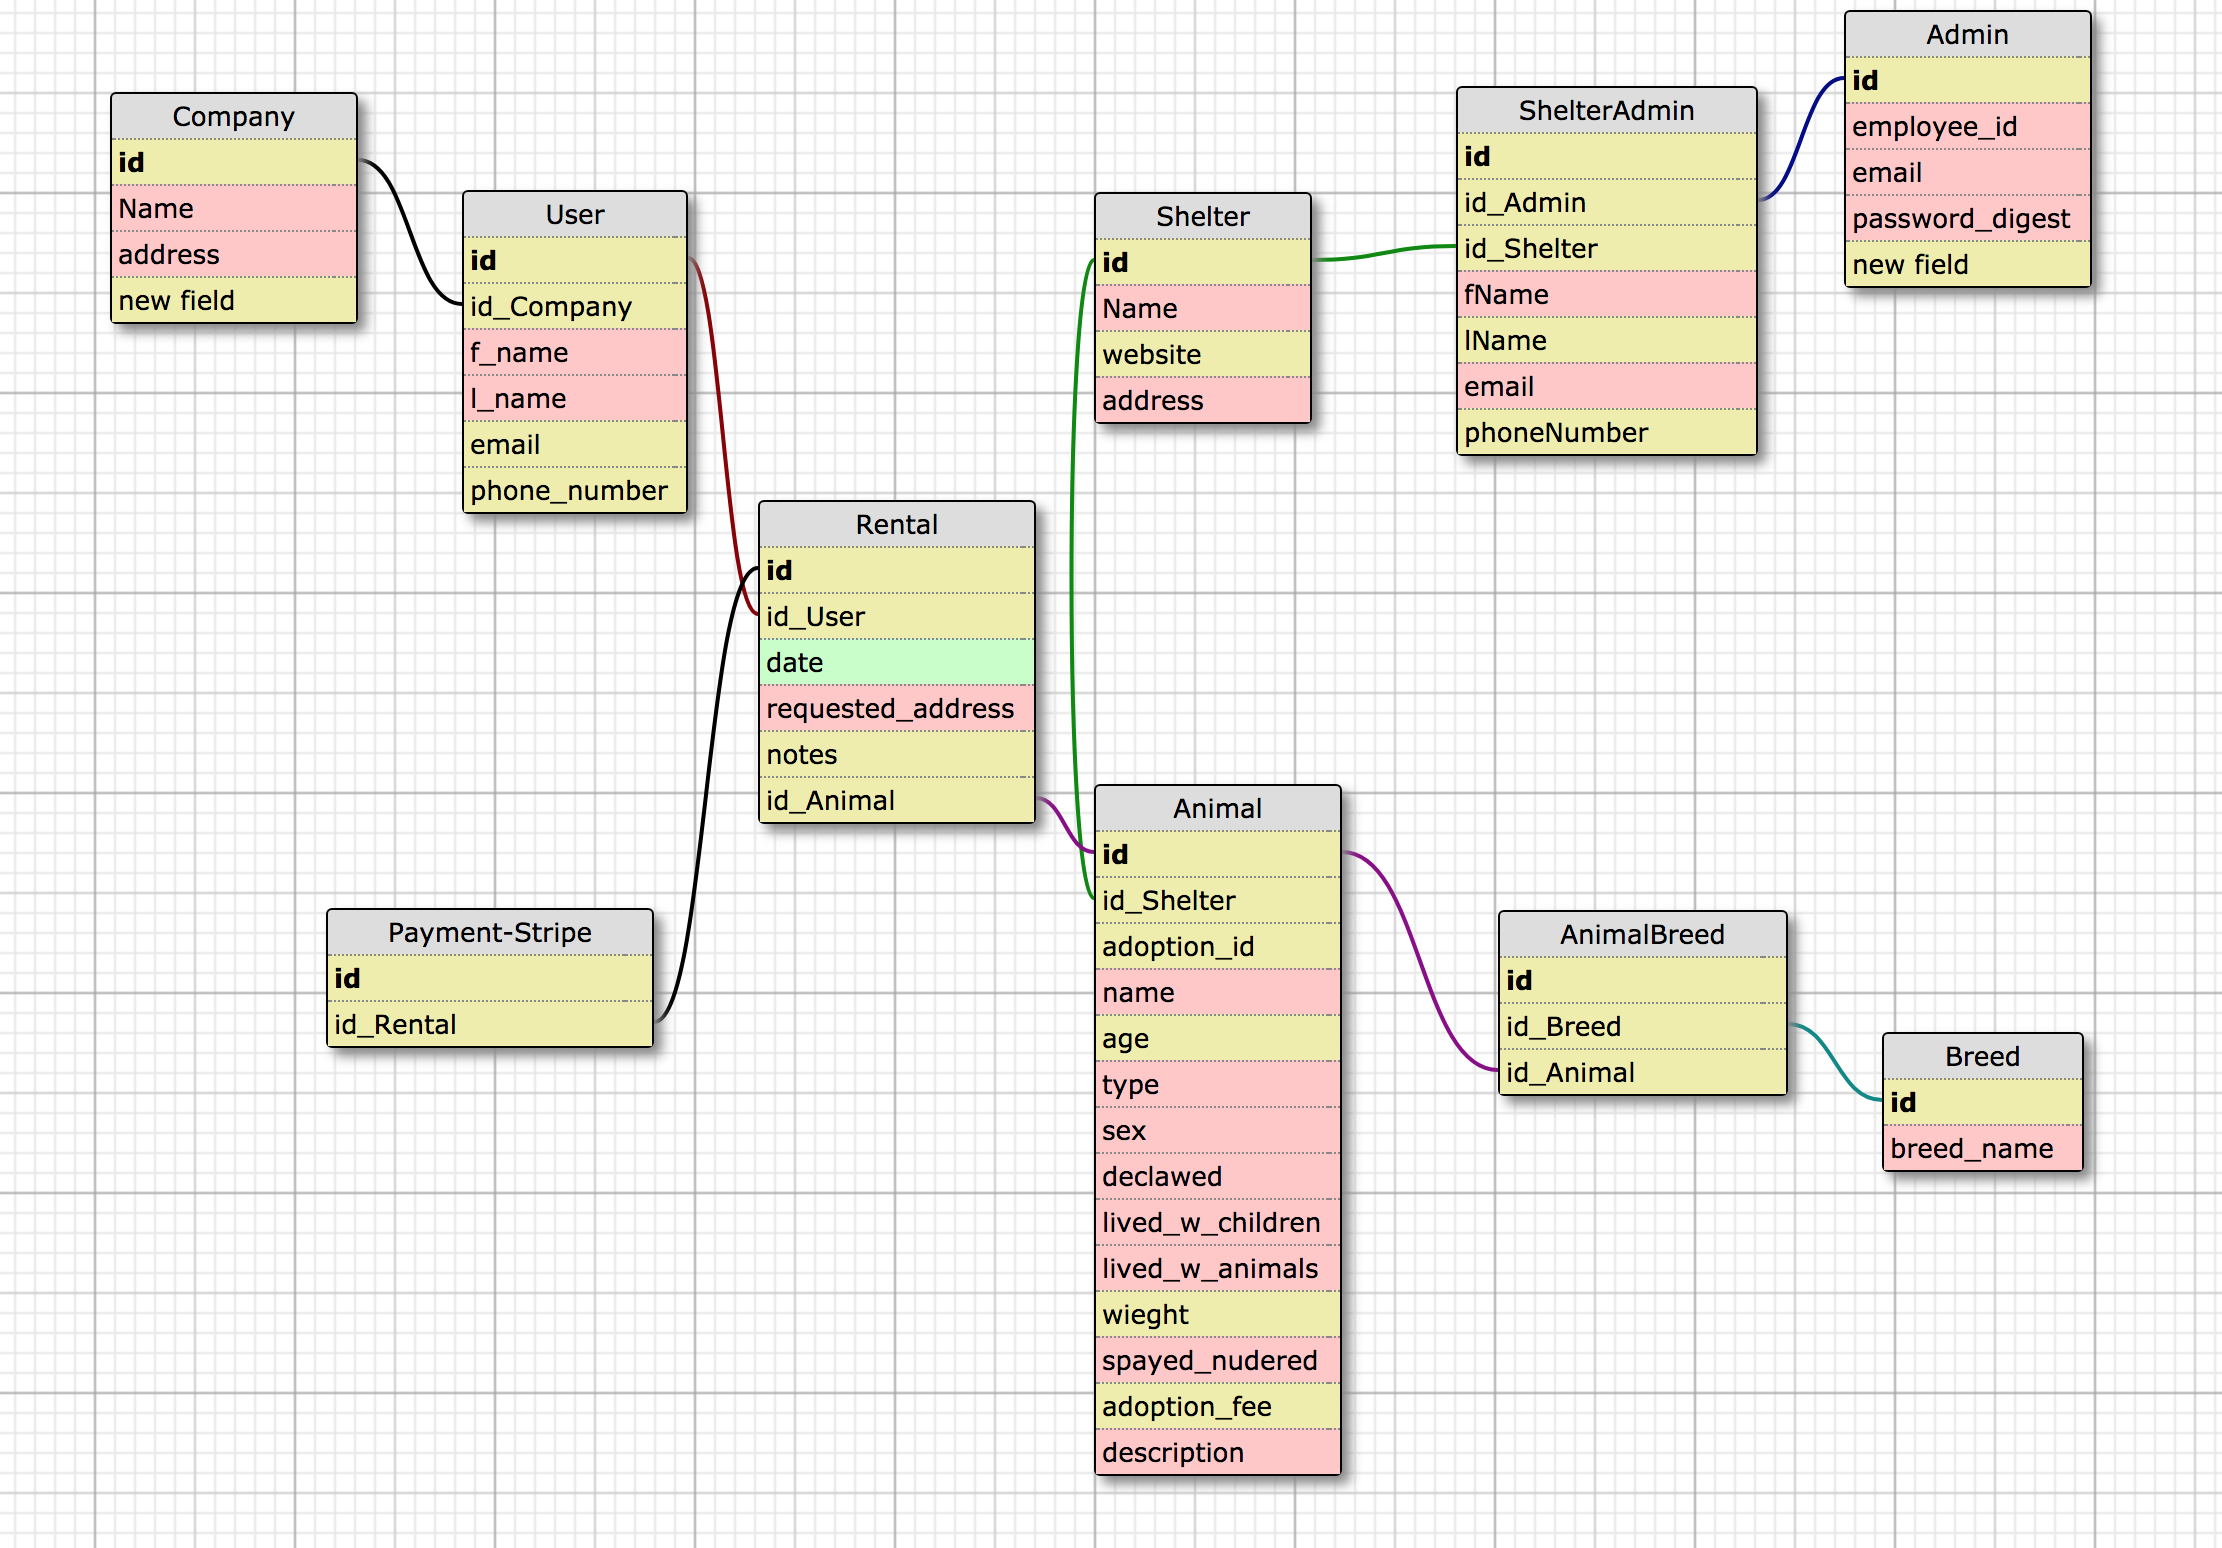 Company
id
Name
address
new field
User
id
id_Company
f_name
l_name
email
phone_number
Rental
id
id_User
date
requested_address
notes
id_Animal
Payment-Stripe
id
id_Rental
Shelter
id
Name
website
address
ShelterAdmin
id
id_Admin
id_Shelter
fName
lName
email
phoneNumber
Admin
id
employee_id
email
password_digest
new field
Animal
id
id_Shelter
adoption_id
name
age
type
sex
declawed
lived_w_children
lived_w_animals
wieght
spayed_nudered
adoption_fee
description
AnimalBreed
id
id_Breed
id_Animal
Breed
id
breed_name